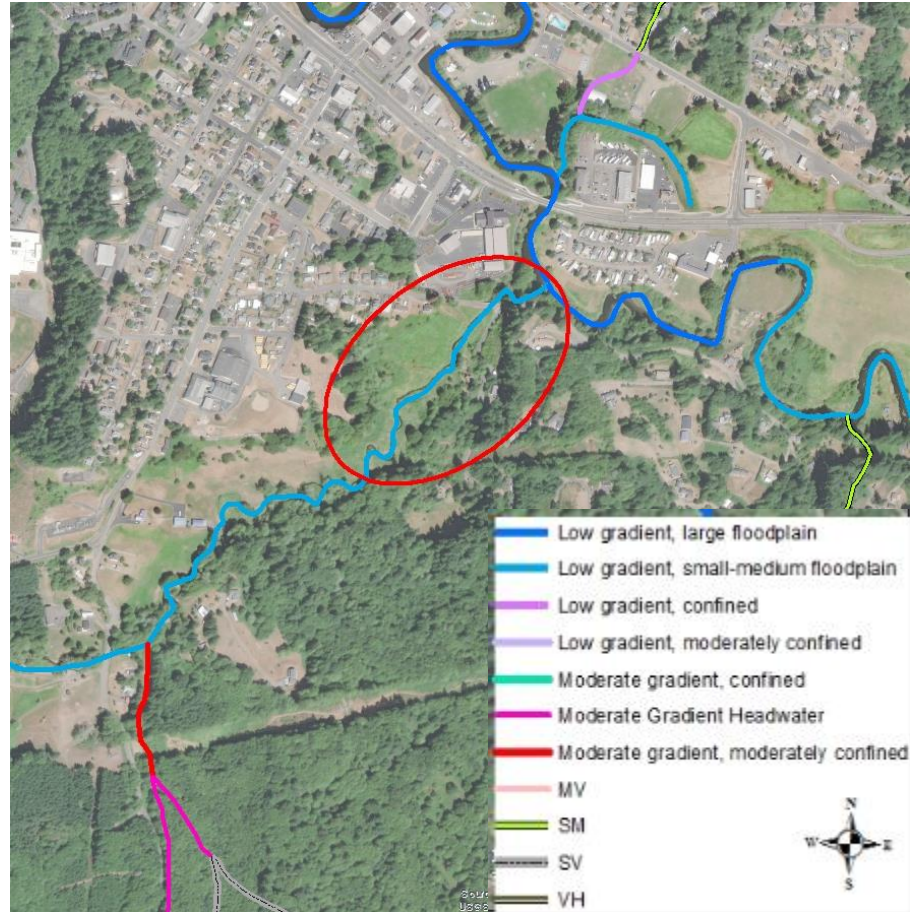 Low gradient, large floodplain
Low gradient, small-medium floodplain
Low gradient, confined
Low gradient, moderately confined
Moderate gradient, confined
Moderate Gradient Headwater
Moderate gradient, moderately confined
MV
SM
SV
VH
N
W E
S
USGS